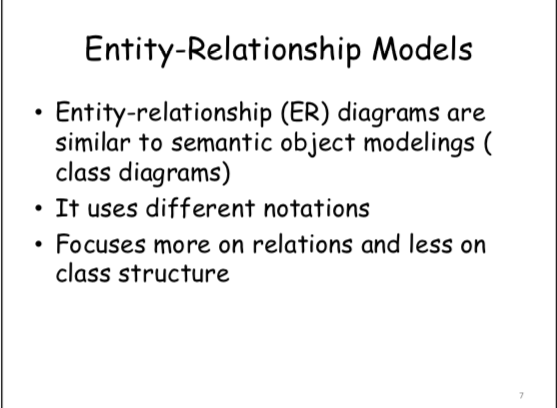 Entity-Relationship Models
• Entity-relationship (ER) diagrams are
similar to semantic object modelings (
class diagrams)
• It uses different notations
• Focuses more on relations and less on
class structure
7